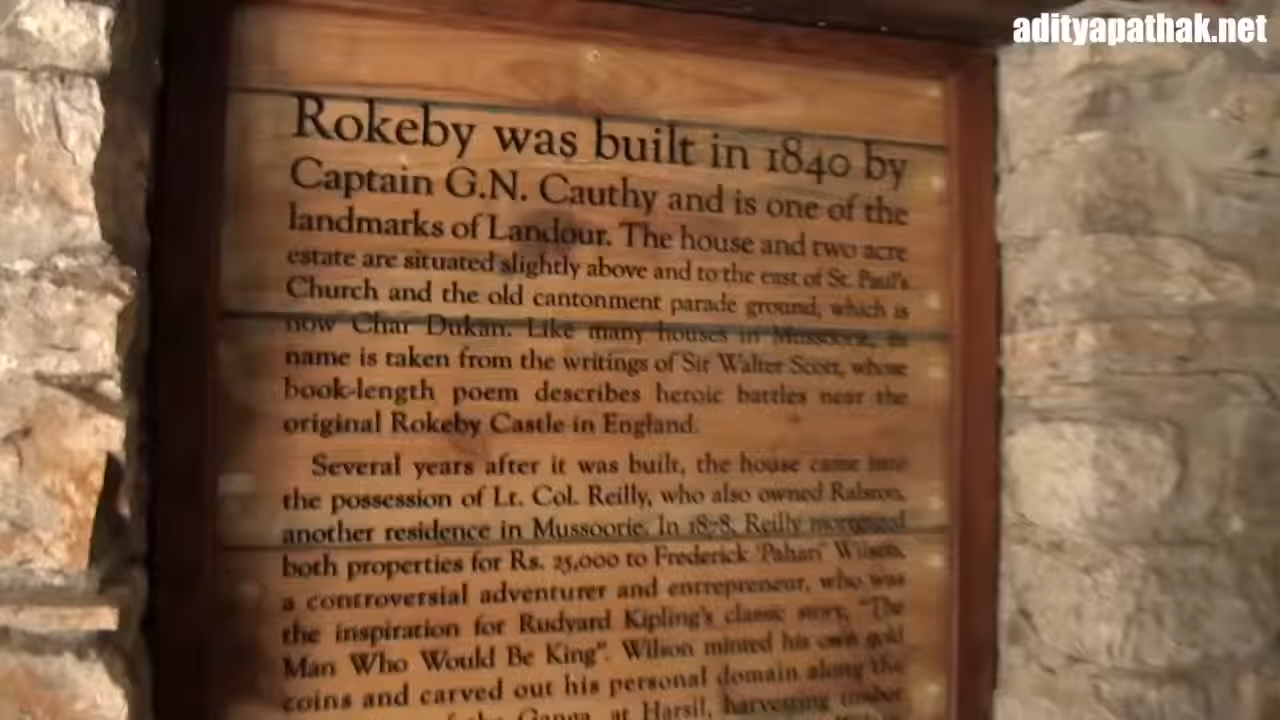 adityapathak.net
Rokeby was built in 1840 by
Captain G.N. Cauthy and is one of the
landmarks of Landour. The house and two acre
estate are situated slightly above and to the east of St. Paul's
Church and the old cantonment parade ground, which is
now Char Dukan. Like many houses in Mussoorie, its
name is taken from the writings of Sir Walter Scott, whose
book-length poem describes heroic battles near the
original Rokeby Castle in England.
Several years after it was built, the house came into
the possession of Lt. Col. Reilly, who also owned Ralston,
another residence in Mussoorie. In 1878, Reilly mortgaged
both properties for Rs. 25,000 to Frederick 'Pahari' Wilson,
a controversial adventurer and entrepreneur, who was
the inspiration for Rudyard Kipling's classic story, "The
Man Who Would Be King". Wilson minted his own gold
coins and carved out his personal domain along the
of the Ganga, at Harsil, harvesting timber